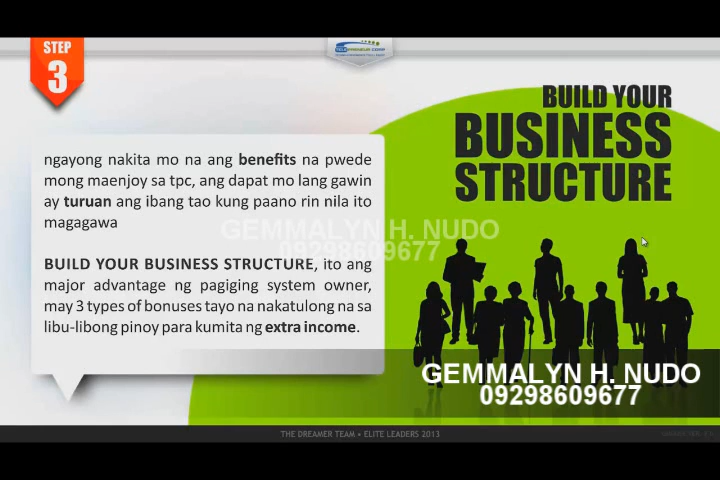 STEP
3
BUILD YOUR
BUSINESS
STRUCTURE
ngayong nakita mo na ang benefits na pwede
mong maenjoy sa tpc, ang dapat mo lang gawin
ay turuan ang ibang tao kung paano rin nila ito
magagawa
BUILD YOUR BUSINESS STRUCTURE, ito ang
major advantage ng pagiging system owner,
may 3 types of bonuses tayo na nakatulong na sa
libu-libong pinoy para kumita ng extra income.
GEMMALYN H. NUDO
09298609677
GEMMALYN H. NUDO
09298609677
THE DREAMER TEAM • ELITE LEADERS 2013